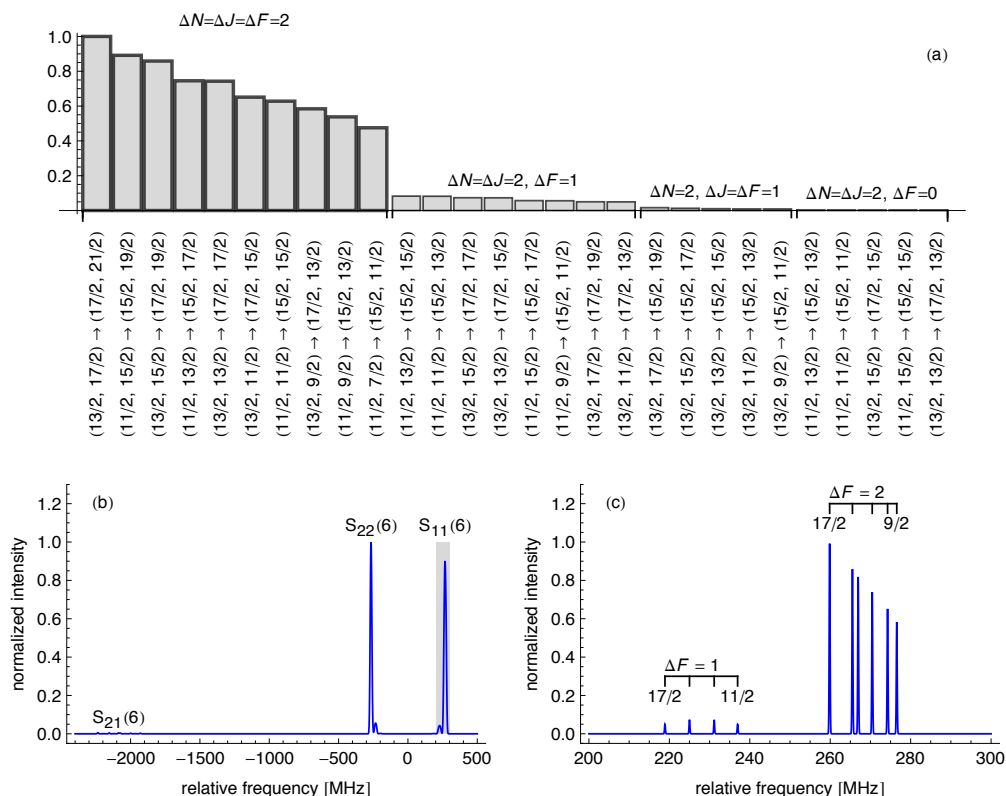 ΔN=ΔJ=ΔF=2
(a)
1.0
0.8
0.6
0.4
0.2
ΔN=ΔJ=2, ΔF=1
ΔN=2, ΔJ=ΔF=1
ΔN=ΔJ=2, ΔF=0
(13/2, 17/2) → (17/2, 21/2)
(11/2, 15/2) → (15/2, 19/2)
(13/2, 15/2) → (17/2, 19/2)
(11/2, 13/2) → (15/2, 17/2)
(13/2, 13/2) → (17/2, 17/2)
(13/2, 11/2) → (17/2, 15/2)
(11/2, 11/2) → (15/2, 15/2)
(13/2, 9/2) → (17/2, 13/2)
(11/2, 9/2) → (15/2, 13/2)
(11/2, 7/2) → (15/2, 11/2)
(11/2, 13/2) → (15/2, 15/2)
(11/2, 11/2) → (15/2, 13/2)
(13/2, 15/2) → (17/2, 17/2)
(13/2, 13/2) → (17/2, 15/2)
(11/2, 15/2) → (15/2, 17/2)
(11/2, 9/2) → (15/2, 11/2)
(13/2, 17/2) → (17/2, 19/2)
(13/2, 11/2) → (17/2, 13/2)
(13/2, 17/2) → (15/2, 19/2)
(13/2, 15/2) → (15/2, 17/2)
(13/2, 13/2) → (15/2, 15/2)
(13/2, 11/2) → (15/2, 13/2)
(13/2, 9/2) → (15/2, 11/2)
(11/2, 13/2) → (15/2, 13/2)
(11/2, 11/2) → (15/2, 11/2)
(13/2, 15/2) → (17/2, 15/2)
(11/2, 15/2) → (15/2, 15/2)
(13/2, 13/2) → (17/2, 13/2)
(b)
normalized intensity
1.2
1.0
0.8
0.6
0.4
0.2
0.0
S22(6)
S11(6)
S21(6)
−2000
−1500
−1000
−500
0
500
relative frequency [MHz]
(c)
normalized intensity
1.2
1.0
0.8
0.6
0.4
0.2
0.0
ΔF = 2
17/2
9/2
ΔF = 1
17/2
11/2
200
220
240
260
280
300
relative frequency [MHz]